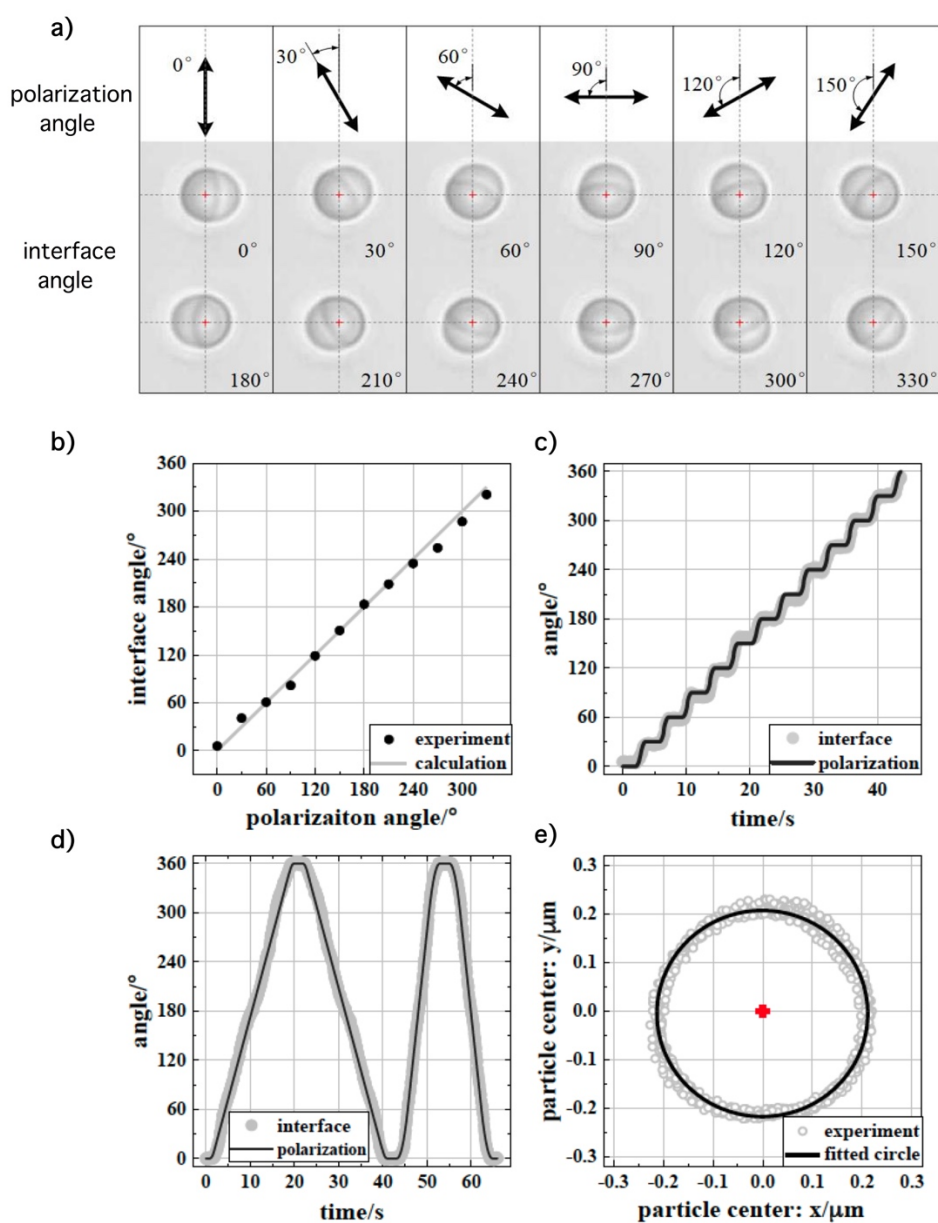 a)
polarization angle
0° 30° 60° 90° 120° 150°
interface angle
0° 30° 60° 90° 120° 150°
180° 210° 240° 270° 300° 330°
b)
360
300
240
180
120
60
0
interface angle/°
experiment
calculation
0 60 120 180 240 300
polarizaiton angle/°
c)
360
300
240
180
120
60
0
angle/°
interface
polarization
0 10 20 30 40
time/s
d)
360
300
240
180
120
60
0
angle/°
interface
polarization
0 10 20 30 40 50 60
time/s
e)
0.3
0.2
0.1
0.0
-0.1
-0.2
-0.3
particle center: y/μm
experiment
fitted circle
-0.3 -0.2 -0.1 0.0 0.1 0.2 0.3
particle center: x/μm